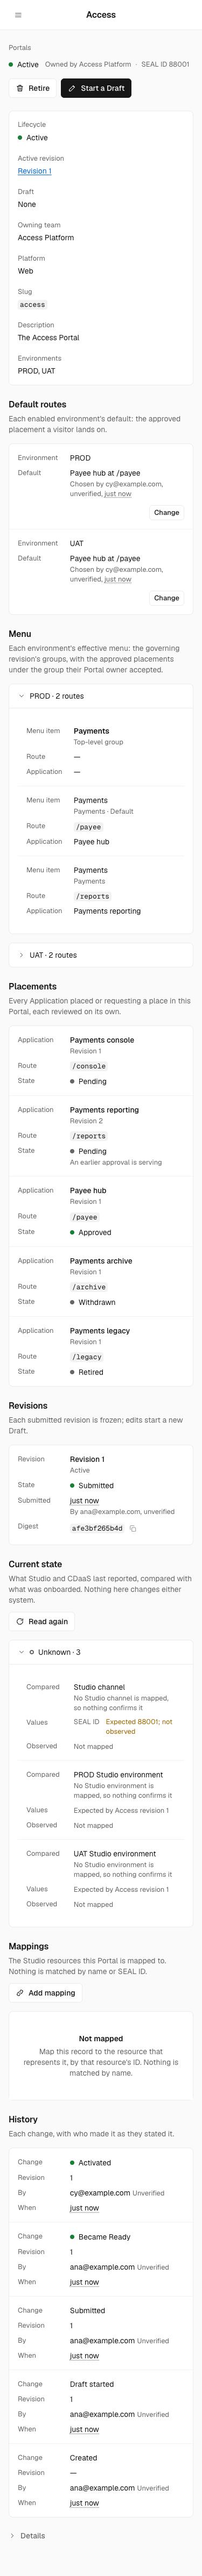 Access
Portals
Active Owned by Access Platform · SEAL ID 88001
Retire Start a Draft
Lifecycle
Active
Active revision
Revision 1
Draft
None
Owning team
Access Platform
Platform
Web
Slug
access
Description
The Access Portal
Environments
PROD, UAT
Default routes
Each enabled environment's default: the approved
placement a visitor lands on.
Environment PROD
Default Payee hub at /payee
Chosen by cy@example.com,
unverified, just now
Change
Environment UAT
Default Payee hub at /payee
Chosen by cy@example.com,
unverified, just now
Change
Menu
Each environment's effective menu: the governing
revision's groups, with the approved placements
under the group their Portal owner accepted.
PROD · 2 routes
Menu item Payments
Top-level group
Route —
Application —
Menu item Payments
Payments · Default
Route /payee
Application Payee hub
Menu item Payments
Payments
Route /reports
Application Payments reporting
UAT · 2 routes
Placements
Every Application placed or requesting a place in this
Portal, each reviewed on its own.
Application Payments console
Revision 1
Route /console
State Pending
Application Payments reporting
Revision 2
Route /reports
State Pending
An earlier approval is serving
Application Payee hub
Revision 1
Route /payee
State Approved
Application Payments archive
Revision 1
Route /archive
State Withdrawn
Application Payments legacy
Revision 1
Route /legacy
State Retired
Revisions
Each submitted revision is frozen; edits start a new
Draft.
Revision Revision 1
Active
State Submitted
Submitted just now
By ana@example.com, unverified
Digest afe3bf265b4d
Current state
What Studio and CDaaS last reported, compared with
what was onboarded. Nothing here changes either
system.
Read again
Unknown · 3
Compared Studio channel
No Studio channel is mapped,
so nothing confirms it
Values SEAL ID Expected 88001; not
observed
Observed Not mapped
Compared PROD Studio environment
No Studio environment is
mapped, so nothing confirms it
Values Expected by Access revision 1
Observed Not mapped
Compared UAT Studio environment
No Studio environment is
mapped, so nothing confirms it
Values Expected by Access revision 1
Observed Not mapped
Mappings
The Studio resources this Portal is mapped to.
Nothing is matched by name or SEAL ID.
Add mapping
Not mapped
Map this record to the resource that
represents it, by that resource's ID. Nothing is
matched by name.
History
Each change, with who made it as they stated it.
Change Activated
Revision 1
By cy@example.com Unverified
When just now
Change Became Ready
Revision 1
By ana@example.com Unverified
When just now
Change Submitted
Revision 1
By ana@example.com Unverified
When just now
Change Draft started
Revision 1
By ana@example.com Unverified
When just now
Change Created
Revision —
By ana@example.com Unverified
When just now
Details